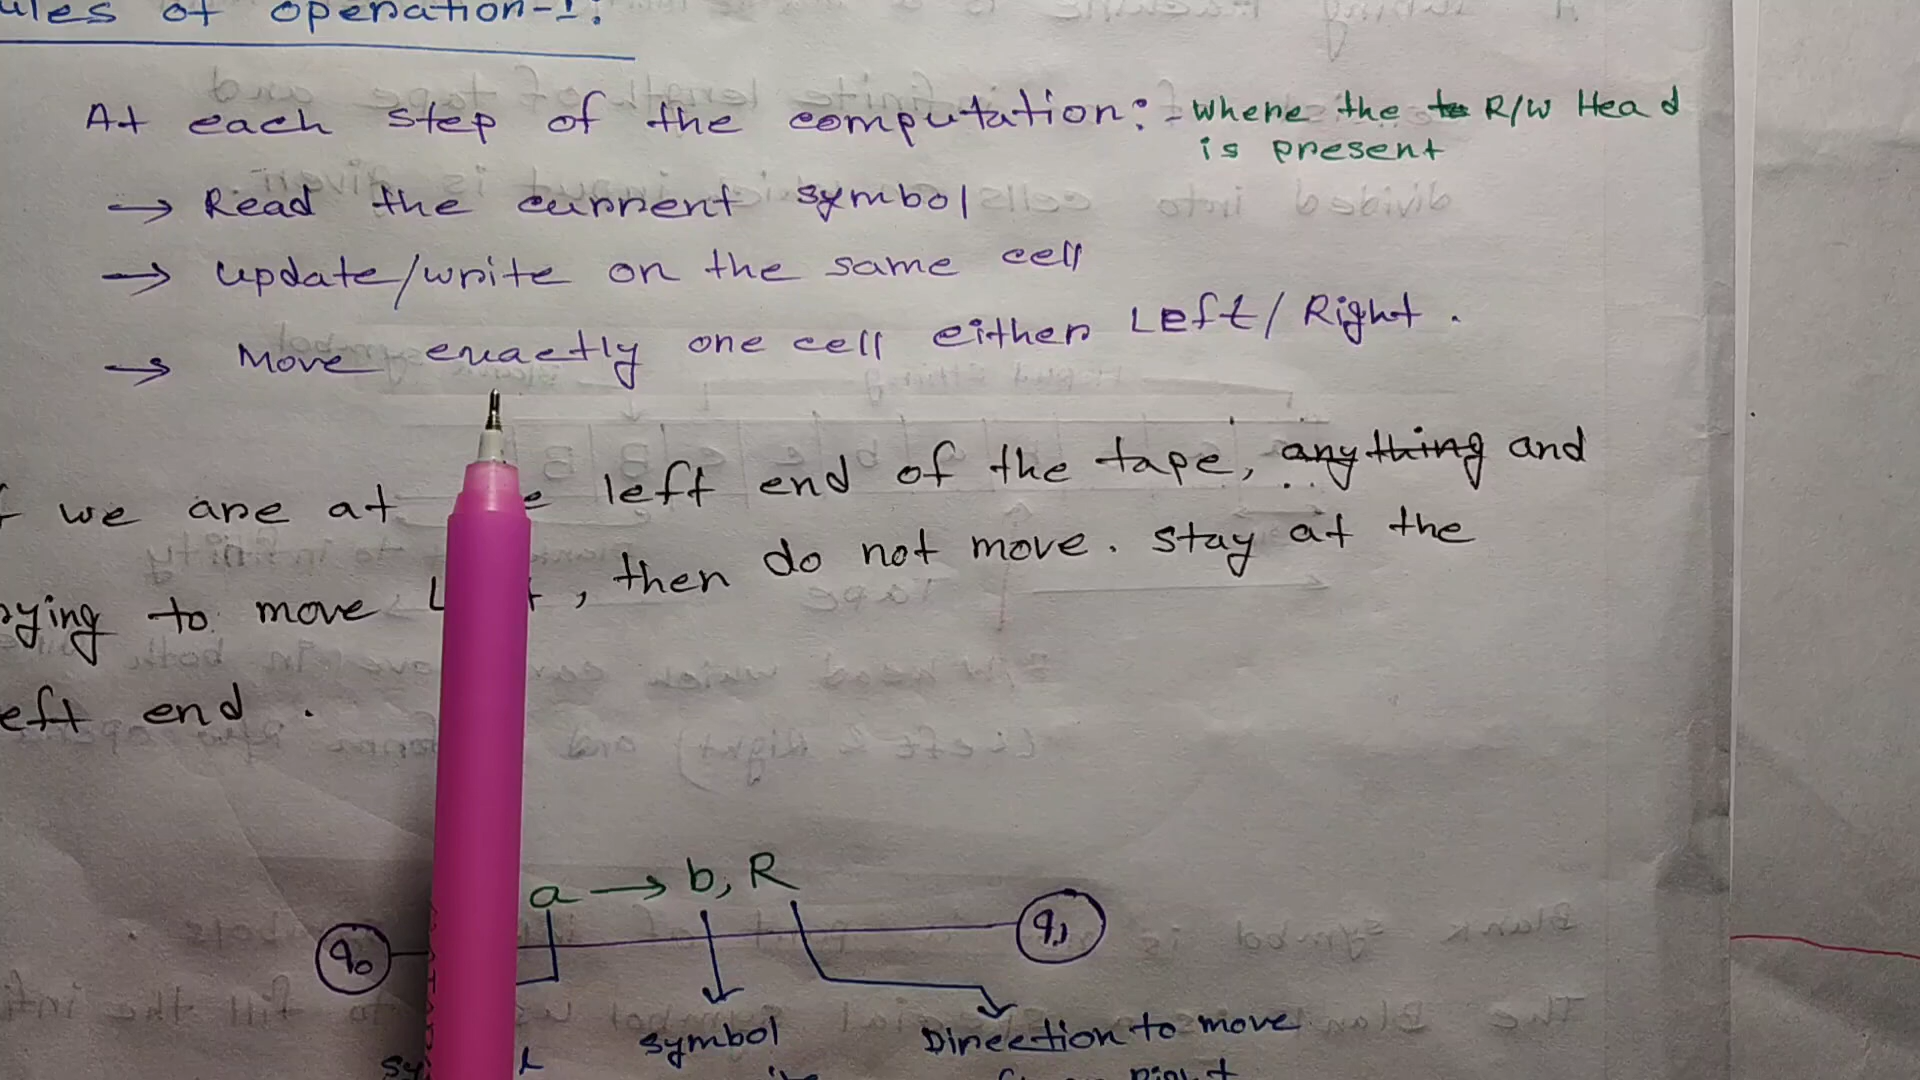 ules of operation-1:
At each step of the computation:- where the R/W Head
is present
→ Read the current symbol
→ update/write on the same cell
→ Move exactly one cell either Left/Right.
we are at left end of the tape, anything and
to move , then do not move. stay at the
end.
a → b, R
q0 q1
symbol Direction to move